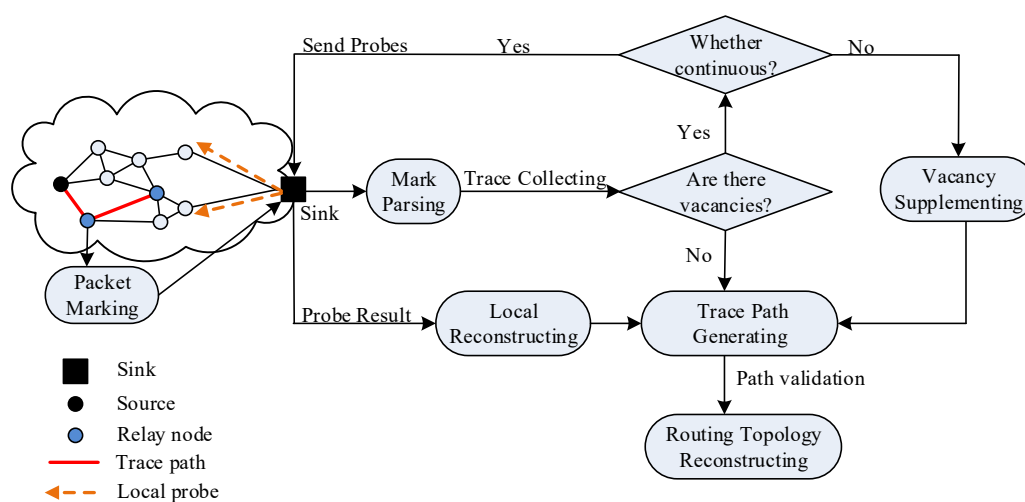 Send Probes
Yes
Whether
continuous?
No
Yes
Mark
Parsing
Trace Collecting
Are there
vacancies?
Vacancy
Supplementing
Sink
No
Packet
Marking
Probe Result
Local
Reconstructing
Trace Path
Generating
Path validation
Routing Topology
Reconstructing
Sink
Source
Relay node
Trace path
Local probe